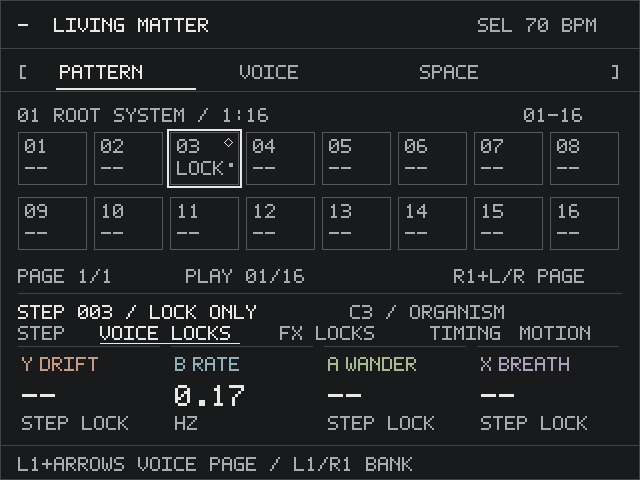 – LIVING MATTER SEL 70 BPM
[ PATTERN VOICE SPACE ]
01 ROOT SYSTEM / 1:16 01–16
01 02 03 ◇ 04 05 06 07 08
-- -- LOCK▪ -- -- -- -- --
09 10 11 12 13 14 15 16
-- -- -- -- -- -- -- --
PAGE 1/1 PLAY 01/16 R1+L/R PAGE
STEP 003 / LOCK ONLY C3 / ORGANISM
STEP VOICE LOCKS FX LOCKS TIMING MOTION
Y DRIFT B RATE A WANDER X BREATH
-- 0.17 -- --
STEP LOCK HZ STEP LOCK STEP LOCK
L1+ARROWS VOICE PAGE / L1/R1 BANK